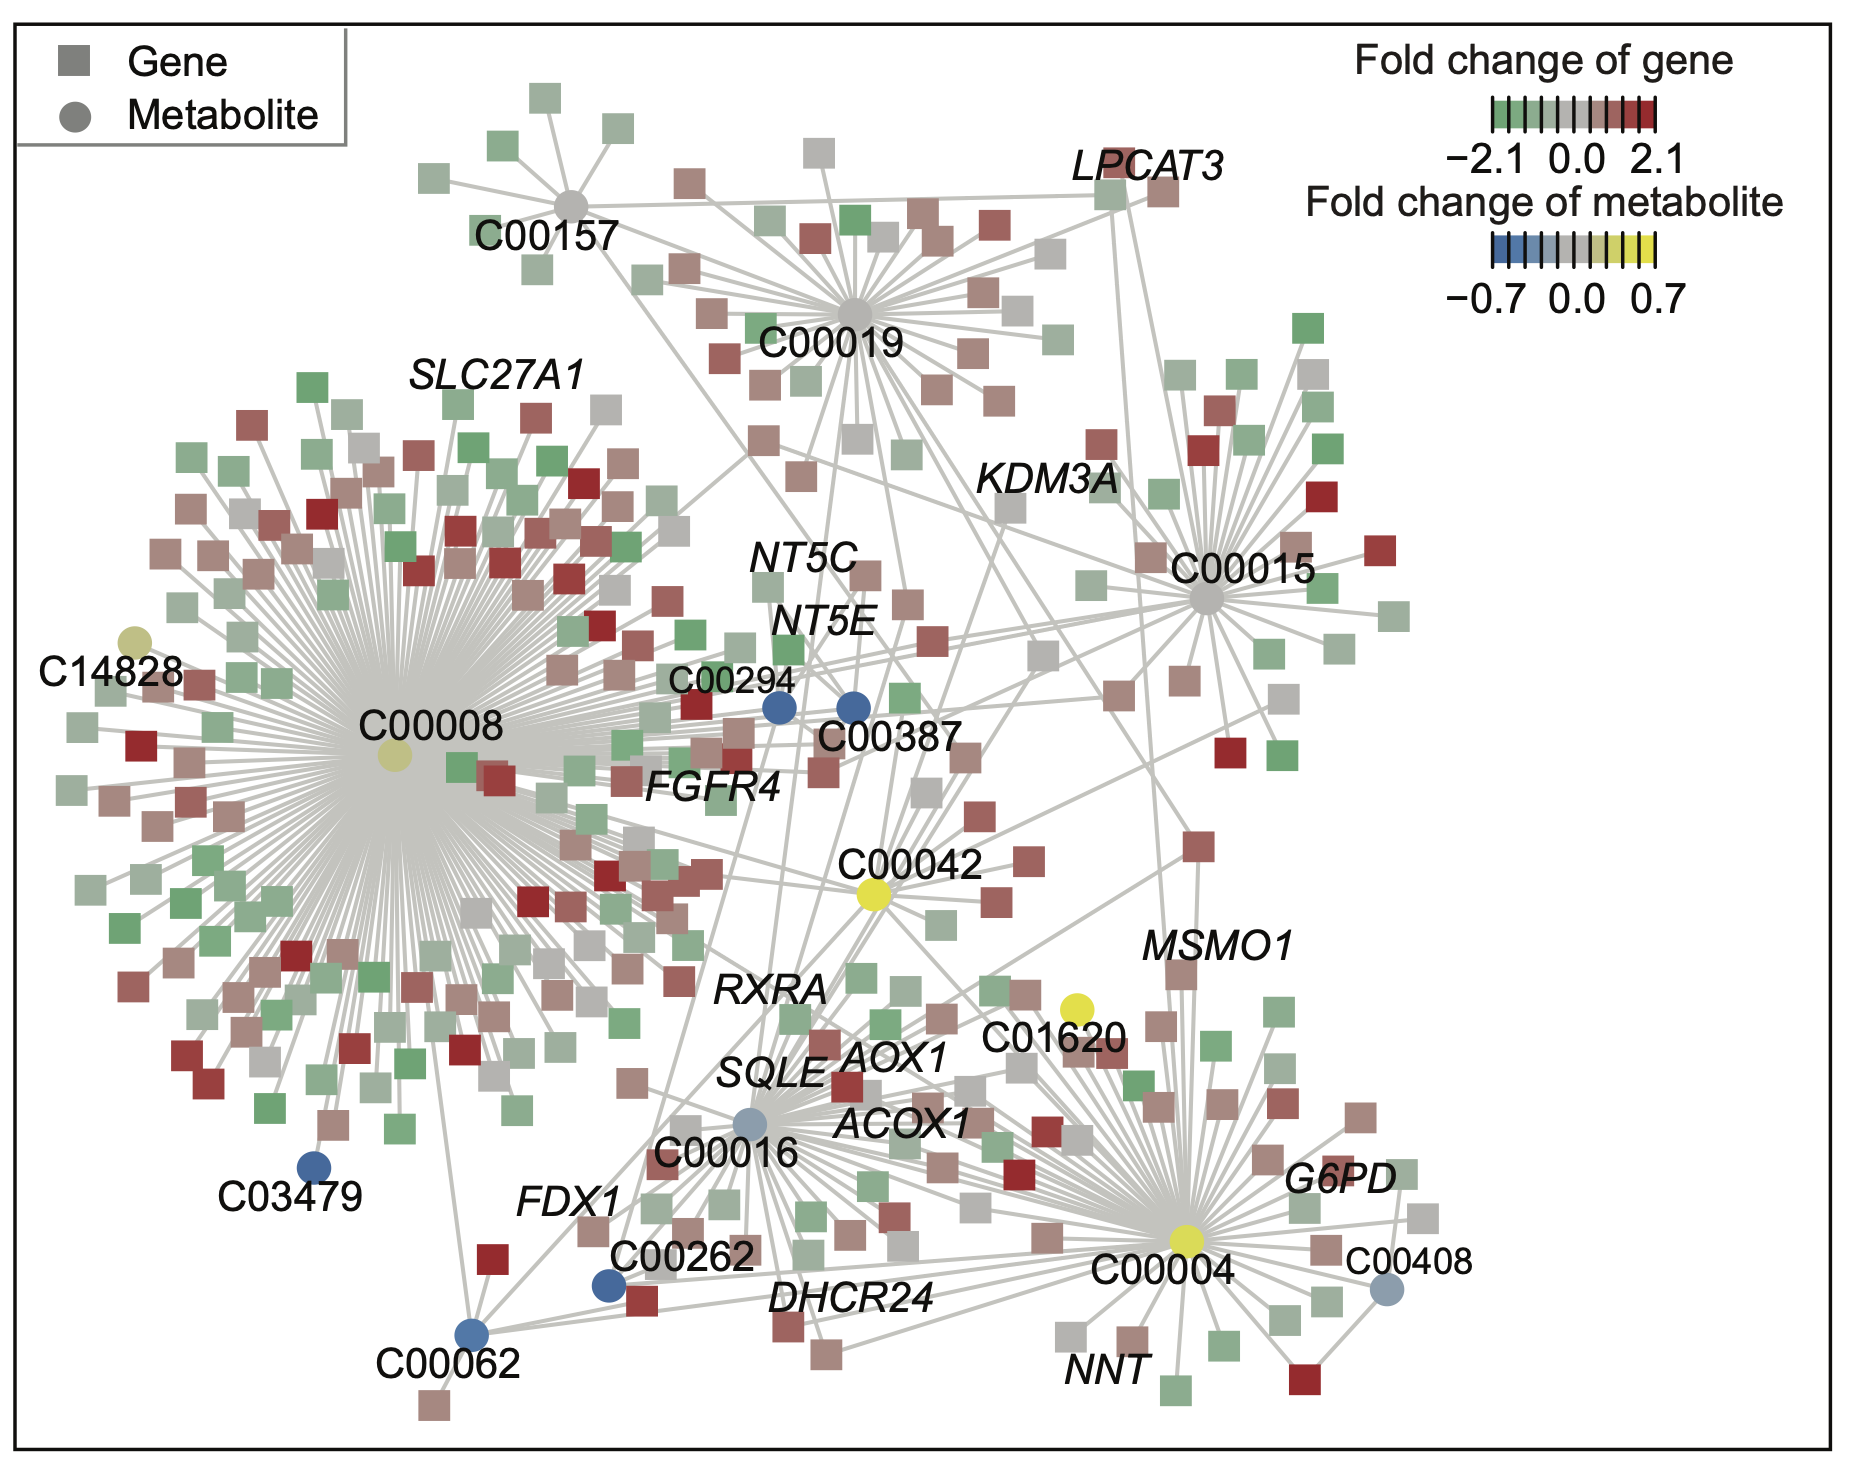 Gene
Metabolite
Fold change of gene
−2.1 0.0 2.1
Fold change of metabolite
−0.7 0.0 0.7
LPCAT3
C00157
C00019
SLC27A1
KDM3A
NT5C
C00015
NT5E
C14828
C00294
C00008
C00387
FGFR4
C00042
MSMO1
RXRA
C01620
AOX1
SQLE
ACOX1
C00016
G6PD
C03479
FDX1
C00262
C00004
C00408
DHCR24
C00062
NNT